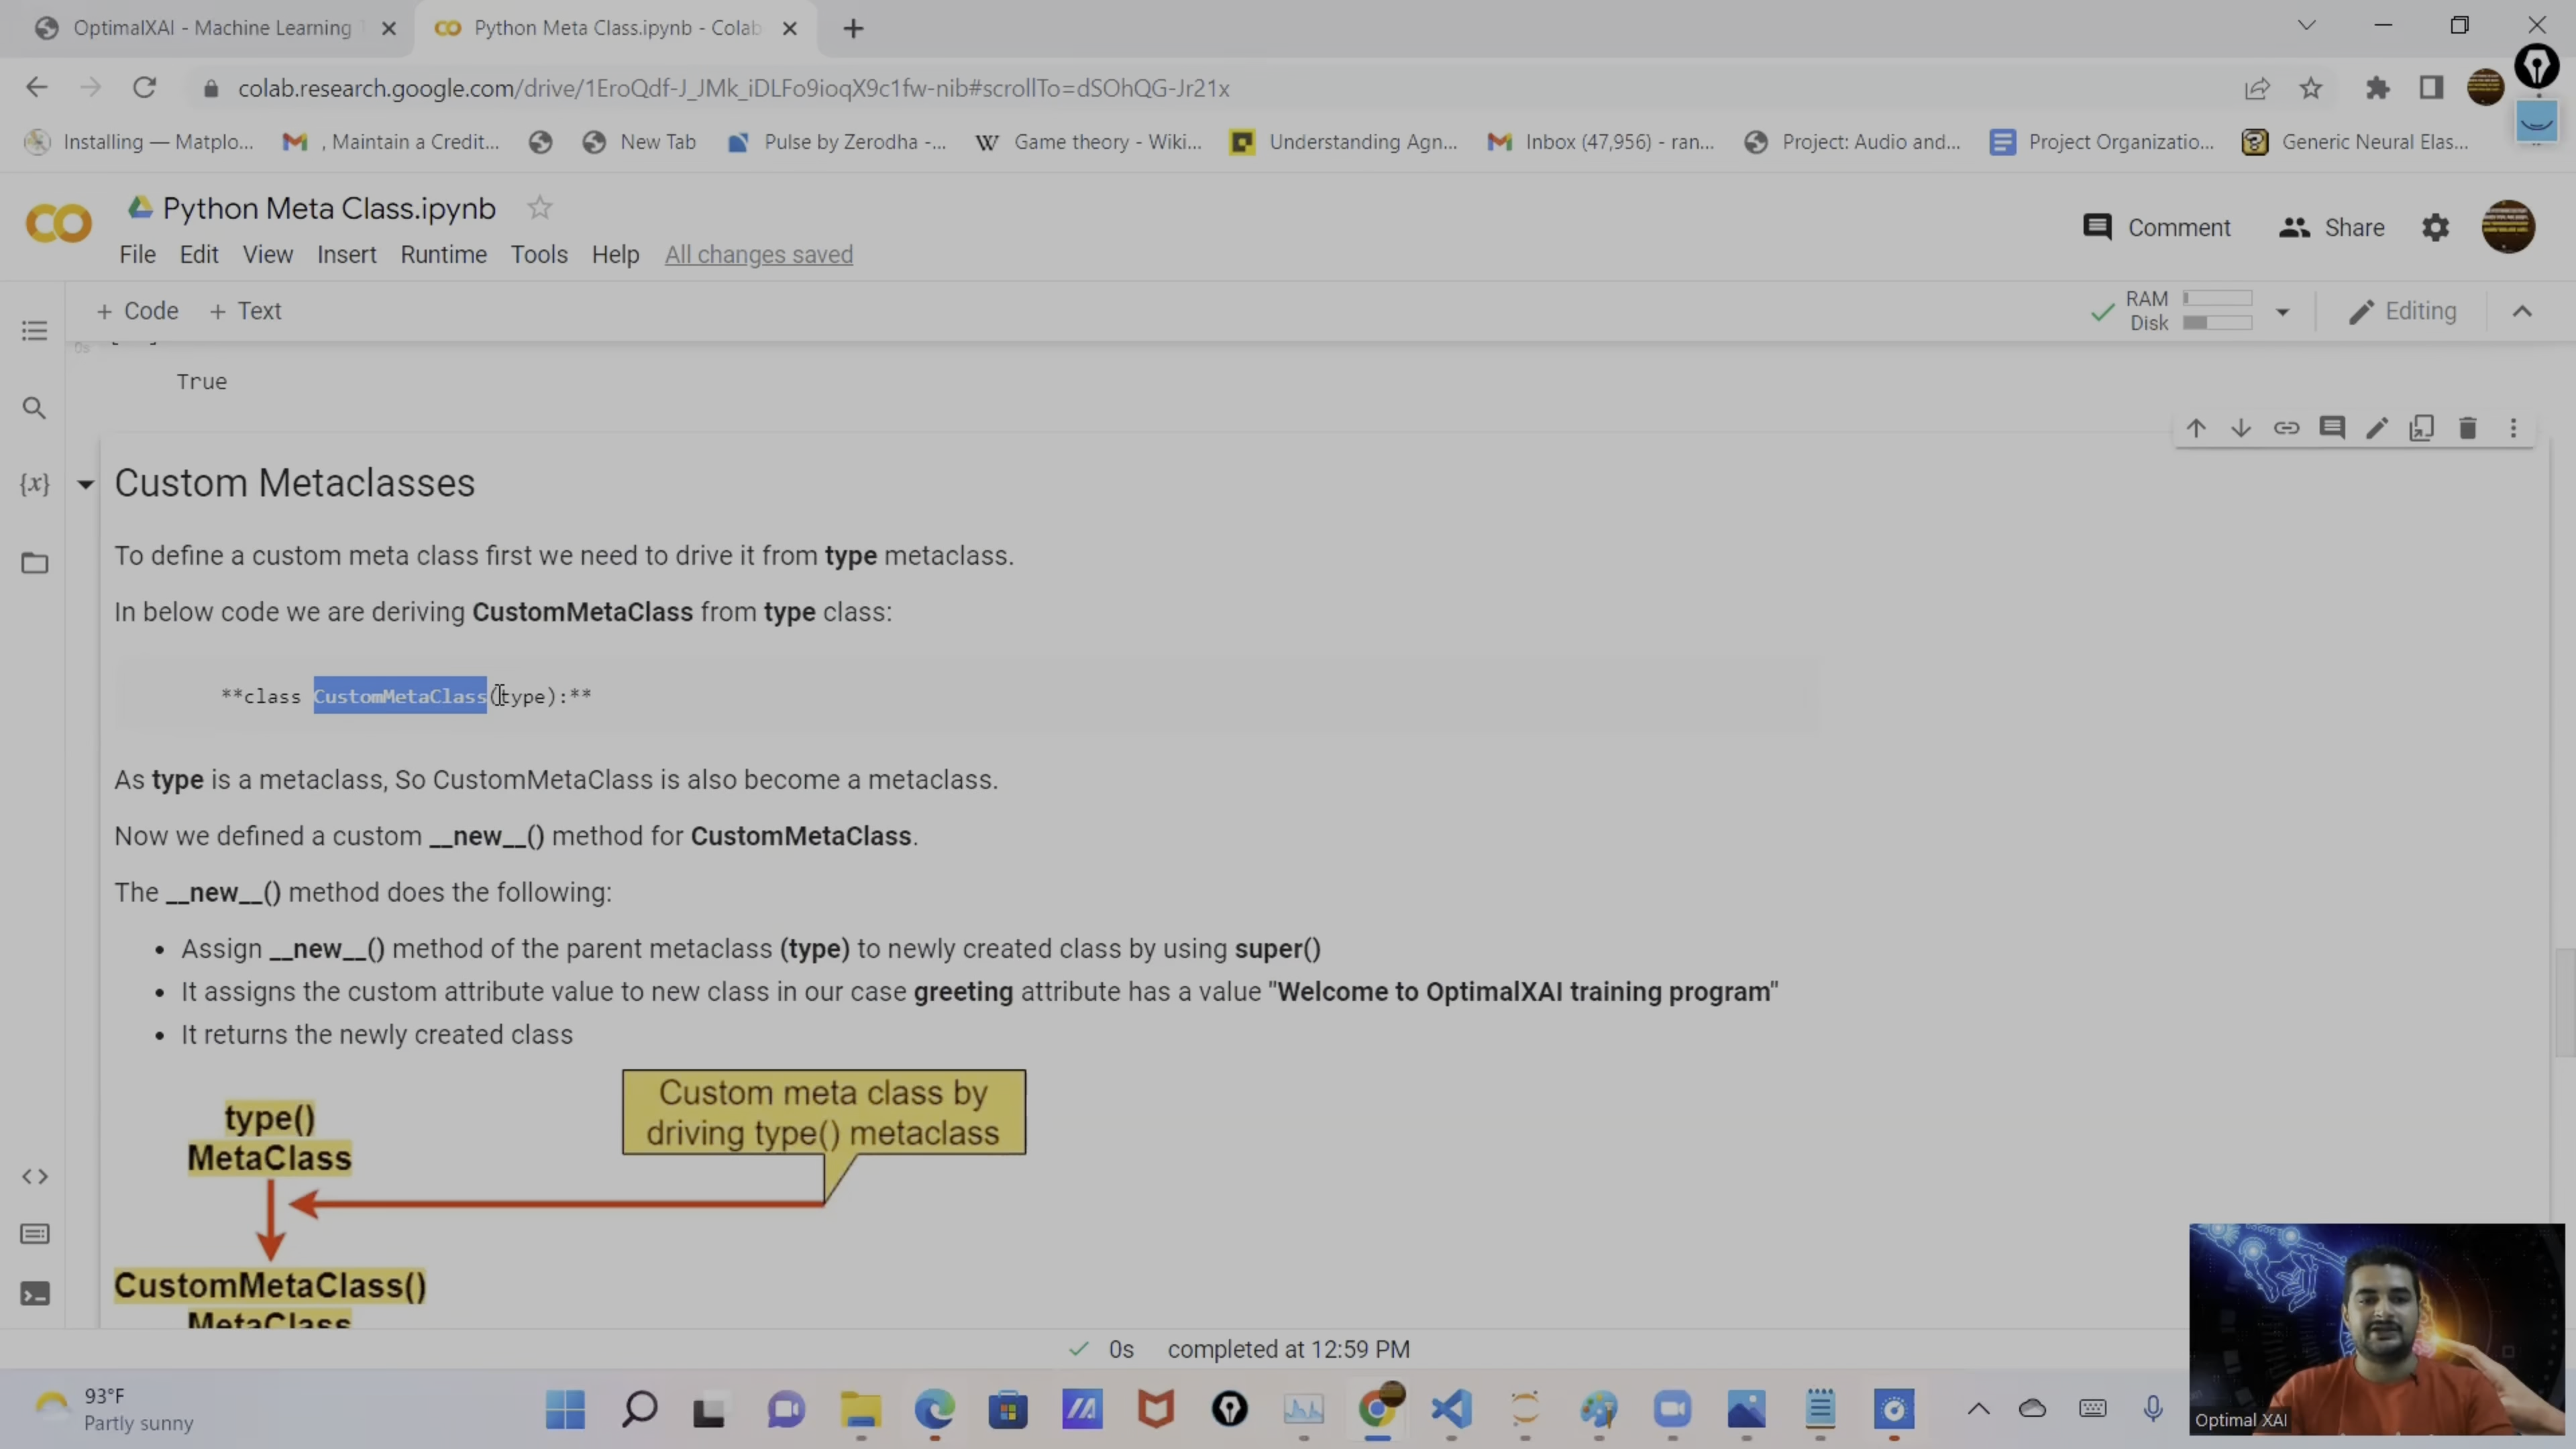 OptimalXAI - Machine Learning
Python Meta Class.ipynb - Colab
colab.research.google.com/drive/1EroQdf-J_JMk_iDLFo9ioqX9c1fw-nib#scrollTo=dSOhQG-Jr21x
Installing — Matplo...
, Maintain a Credit...
New Tab
Pulse by Zerodha -...
Game theory - Wiki...
Understanding Agn...
Inbox (47,956) - ran...
Project: Audio and...
Project Organizatio...
Generic Neural Elas...
Python Meta Class.ipynb
Comment
Share
File Edit View Insert Runtime Tools Help All changes saved
+ Code + Text
RAM
Disk
Editing
0s
True
Custom Metaclasses
To define a custom meta class first we need to drive it from type metaclass.
In below code we are deriving CustomMetaClass from type class:
**class CustomMetaClass(type):**
As type is a metaclass, So CustomMetaClass is also become a metaclass.
Now we defined a custom __new__() method for CustomMetaClass.
The __new__() method does the following:
• Assign __new__() method of the parent metaclass (type) to newly created class by using super()
• It assigns the custom attribute value to new class in our case greeting attribute has a value "Welcome to OptimalXAI training program"
• It returns the newly created class
type()
MetaClass
Custom meta class by
driving type() metaclass
CustomMetaClass()
MetaClass
0s completed at 12:59 PM
93°F
Partly sunny
Optimal XAI